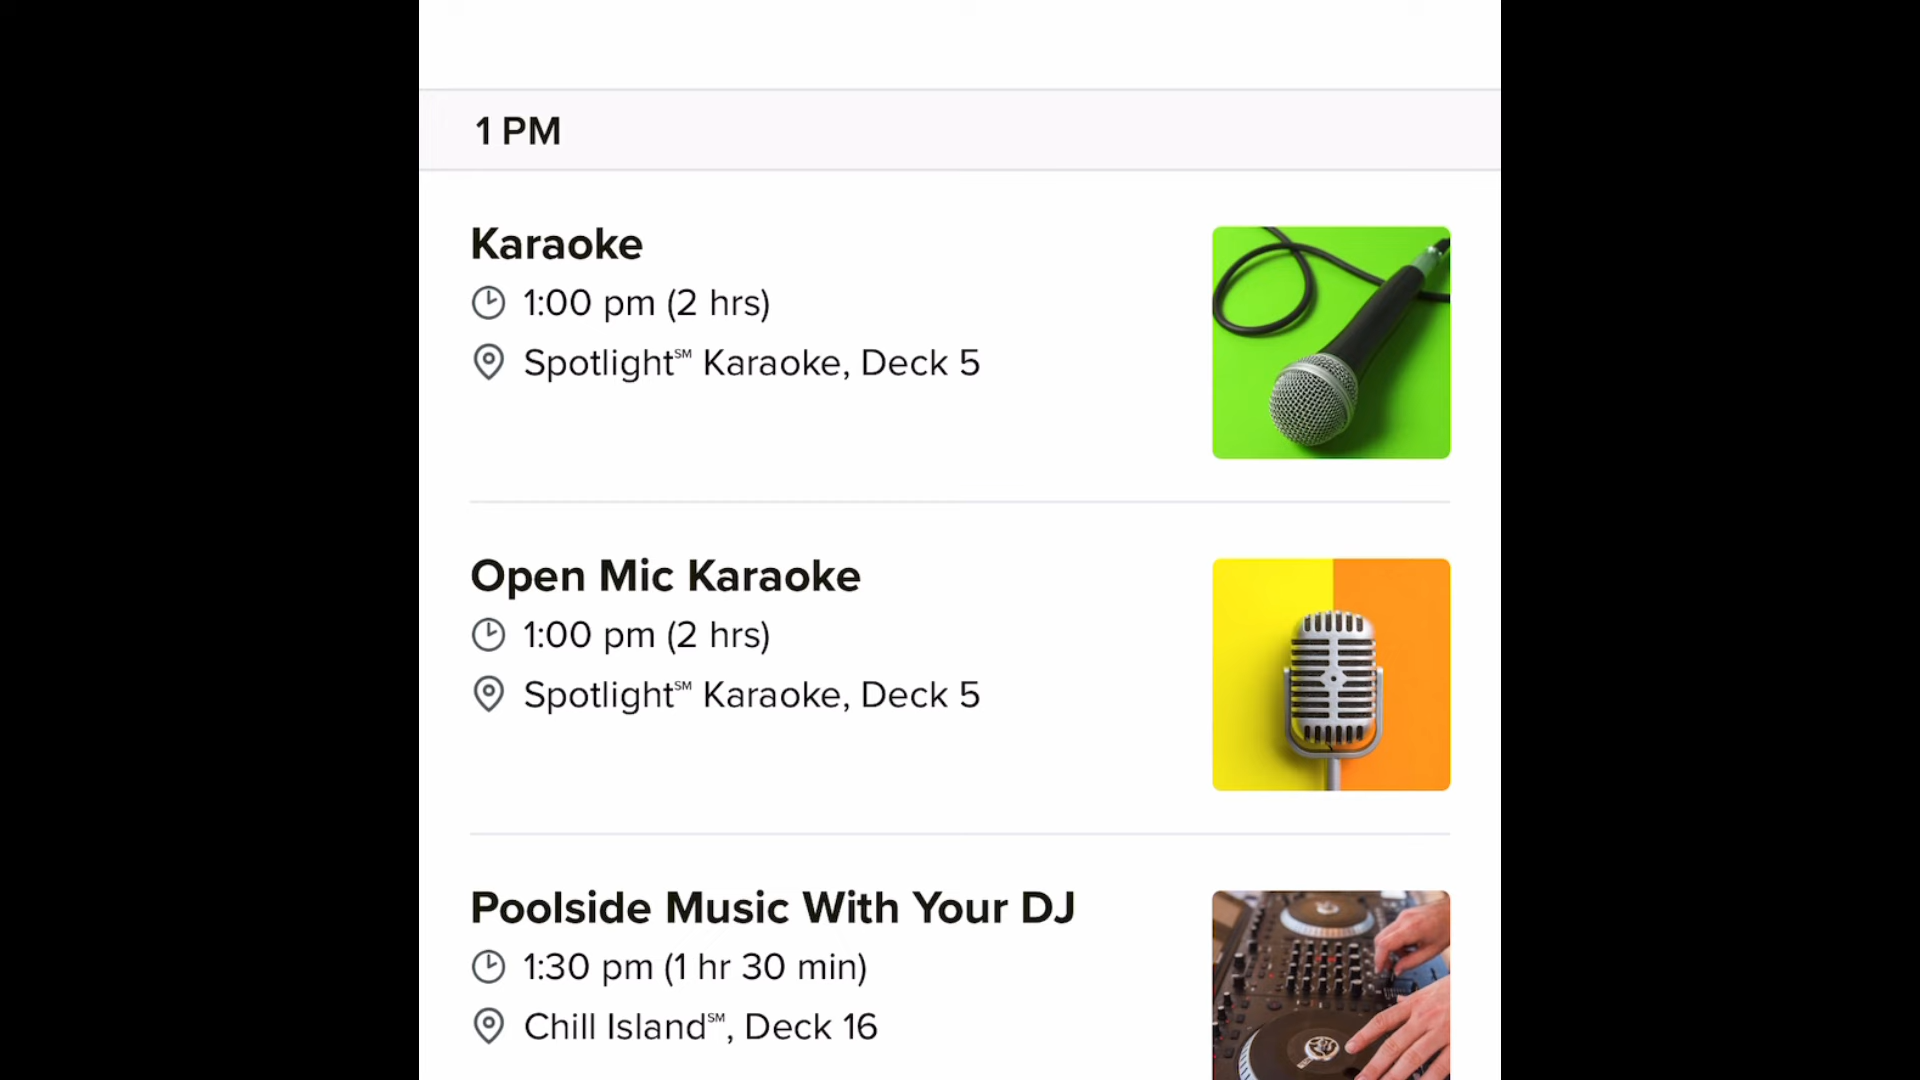 1 PM
Karaoke
1:00 pm (2 hrs)
Spotlight℠ Karaoke, Deck 5
Open Mic Karaoke
1:00 pm (2 hrs)
Spotlight℠ Karaoke, Deck 5
Poolside Music With Your DJ
1:30 pm (1 hr 30 min)
Chill Island℠, Deck 16